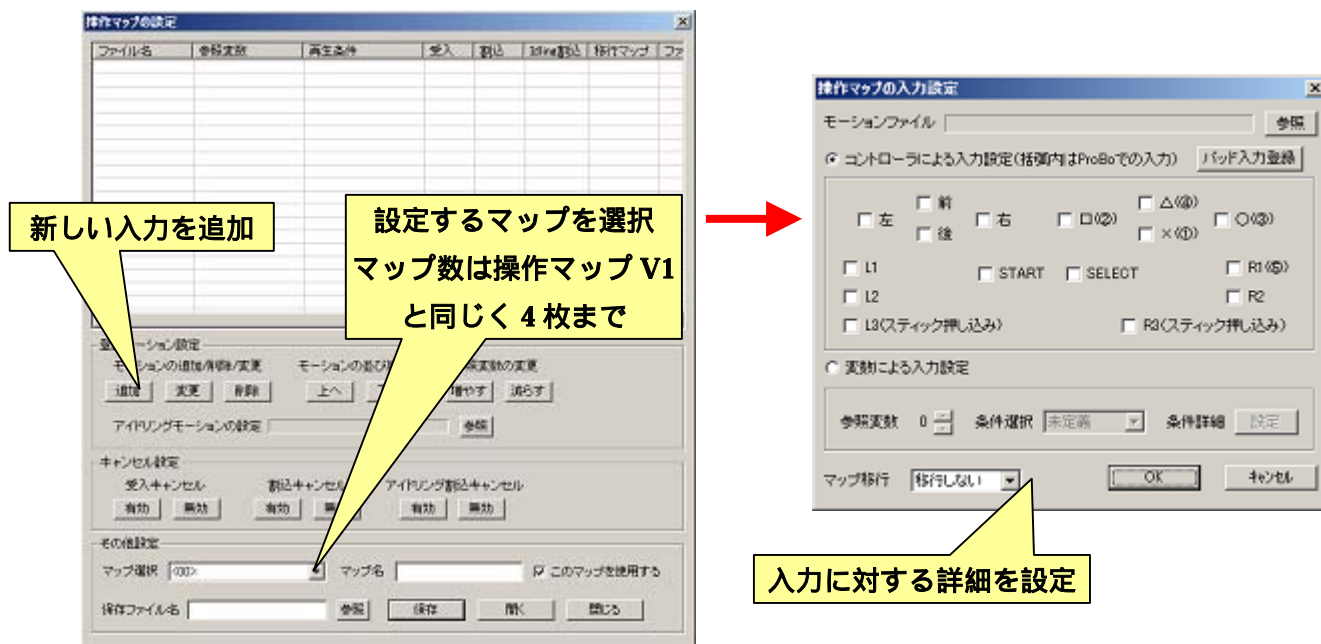 操作マップの設定
ファイル名 参照変数 再生条件 受入 割込 Idling割込 移行マップ ファ
新しい入力を追加
設定するマップを選択
マップ数は操作マップ V1
と同じく 4 枚まで
モーションの追加/削除/変更
追加 変更 削除 上へ 減らす
アイドリングモーションの設定 参照
キャンセル設定
受入キャンセル 割込キャンセル アイドリング割込キャンセル
有効 無効 有効 有効 無効
その他設定
マップ選択 <00>: マップ名 このマップを使用する
保存ファイル名 参照 保存 開く 閉じる
操作マップの入力設定
モーションファイル 参照
コントローラによる入力設定(括弧内はProBoでの入力) パッド入力登録
前 △(④)
左 右 □(②) ○(③)
後 ×(①)
L1 START SELECT R1(⑤)
L2 R2
L3(スティック押し込み) R3(スティック押し込み)
変数による入力設定
参照変数 0 条件選択 未定義 条件詳細 設定
マップ移行 移行しない OK キャンセル
入力に対する詳細を設定